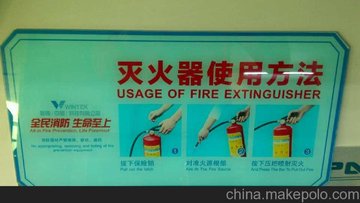 灭火器使用方法
USAGE OF FIRE EXTINGUISHER
WINTEK
全民消防 生命至上
All in Fire Prevention, Life Foremost
按下保险销
对准火源根部
按下压把喷射灭火
Pull out the latch
Aim At The Fire Source
And Press The Bar To Put Out Fire
china.makepolo.com